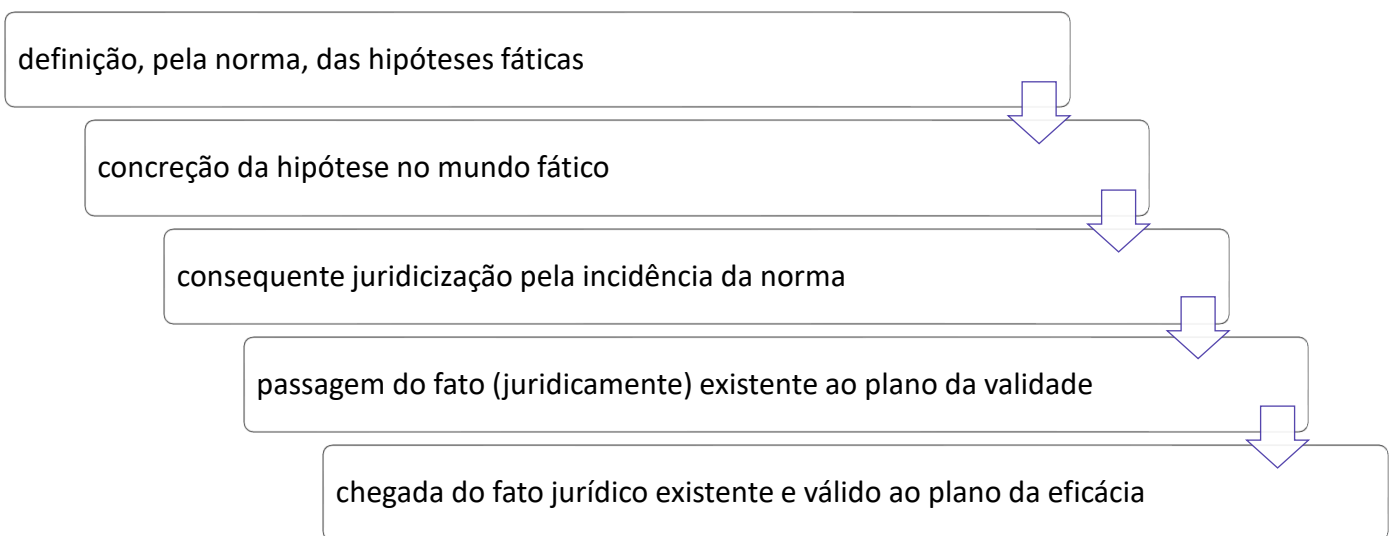 definição, pela norma, das hipóteses fáticas
concreção da hipótese no mundo fático
consequente juridicização pela incidência da norma
passagem do fato (juridicamente) existente ao plano da validade
chegada do fato jurídico existente e válido ao plano da eficácia